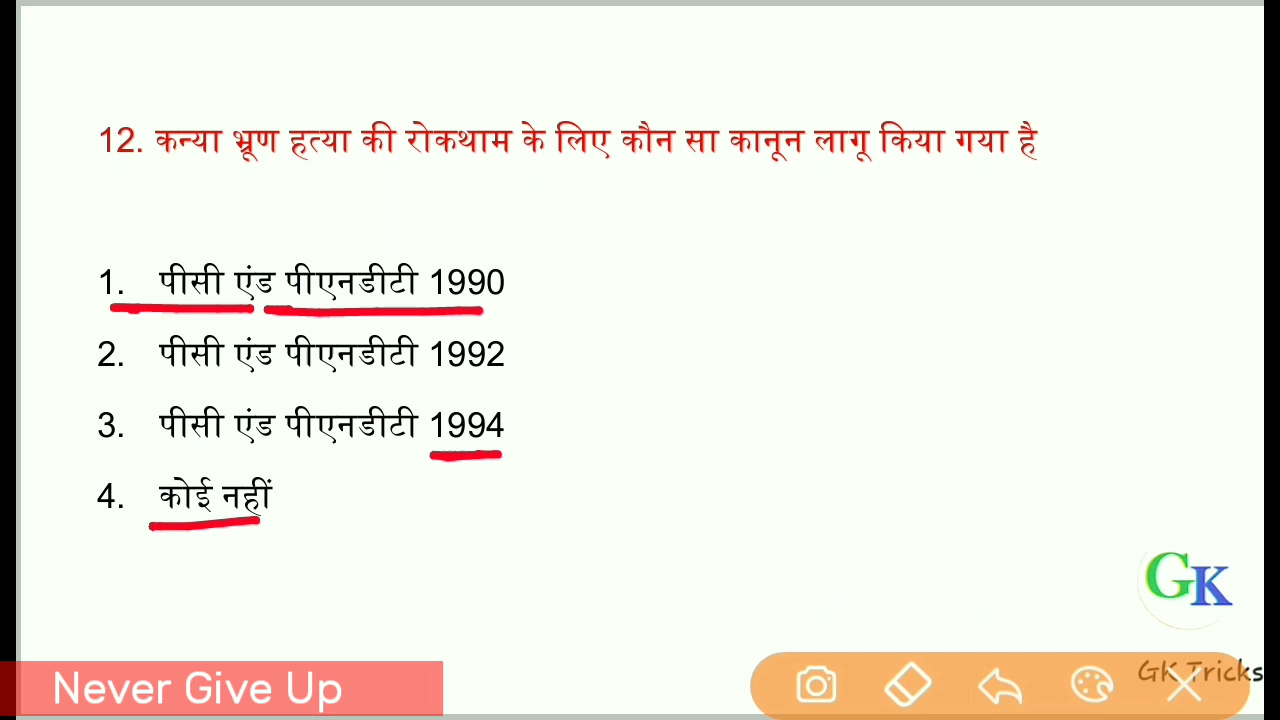 12. कन्या भ्रूण हत्या की रोकथाम के लिए कौन सा कानून लागू किया गया है
1. पीसी एंड पीएनडीटी 1990
2. पीसी एंड पीएनडीटी 1992
3. पीसी एंड पीएनडीटी 1994
4. कोई नहीं
GK
GK Tricks
Never Give Up